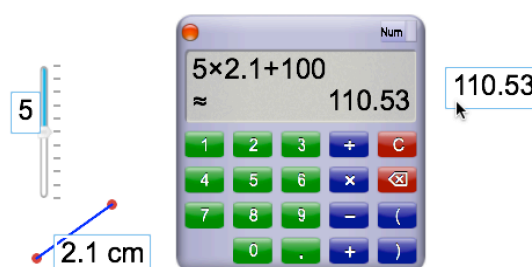 Num
5×2.1+100
≈ 110.53
110.53
5
1 2 3 ÷ C
4 5 6 ×
7 8 9 − (
0 . + )
2.1 cm